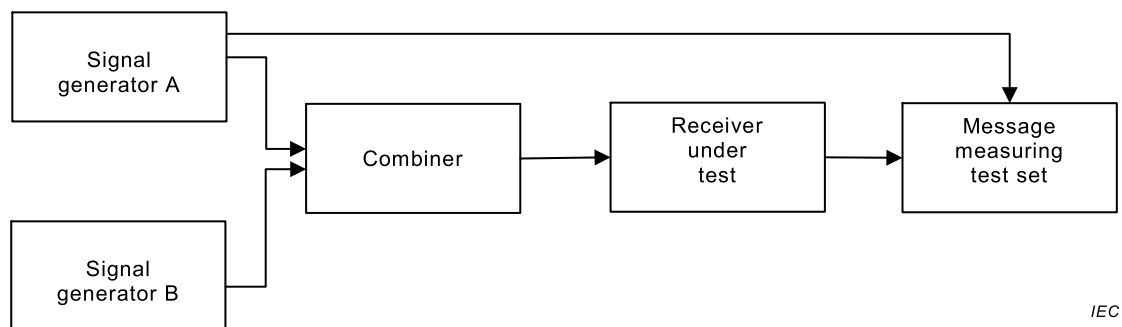 Signal
generator A
Combiner
Receiver
under
test
Message
measuring
test set
Signal
generator B
IEC